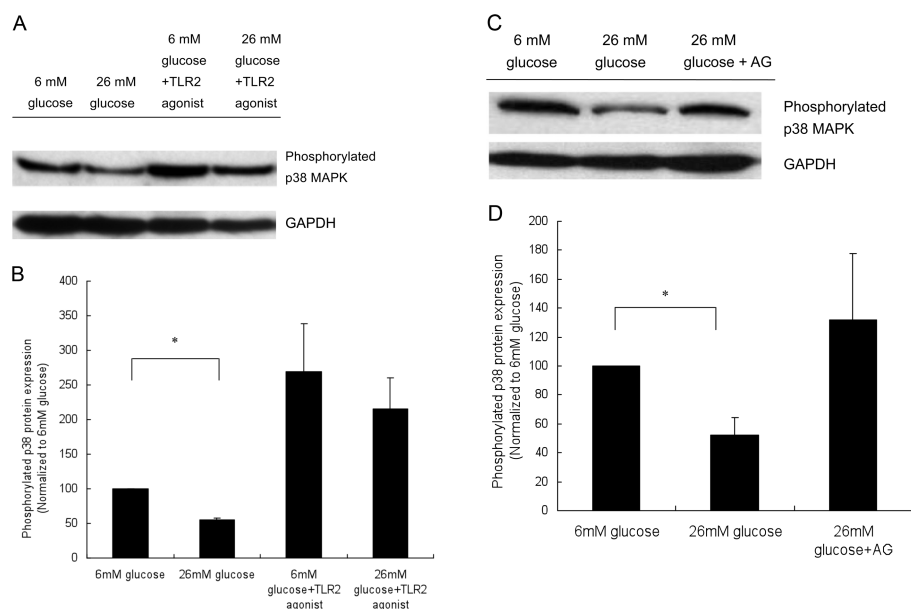 A
6 mM
glucose
26 mM
glucose
6 mM
glucose
+TLR2
agonist
26 mM
glucose
+TLR2
agonist
Phosphorylated
p38 MAPK
GAPDH
B
Phosphorylated p38 protein expression
(Normalized to 6mM glucose)
400
350
300
250
200
150
100
50
0
*
6mM glucose
26mM glucose
6mM
glucose+TLR2
agonist
26mM
glucose+TLR2
agonist
C
6 mM
glucose
26 mM
glucose
26 mM
glucose + AG
Phosphorylated
p38 MAPK
GAPDH
D
Phosphorylated p38 protein expression
(Normalized to 6mM glucose)
200
180
160
140
120
100
80
60
40
20
0
*
6mM glucose
26mM glucose
26mM
glucose+AG